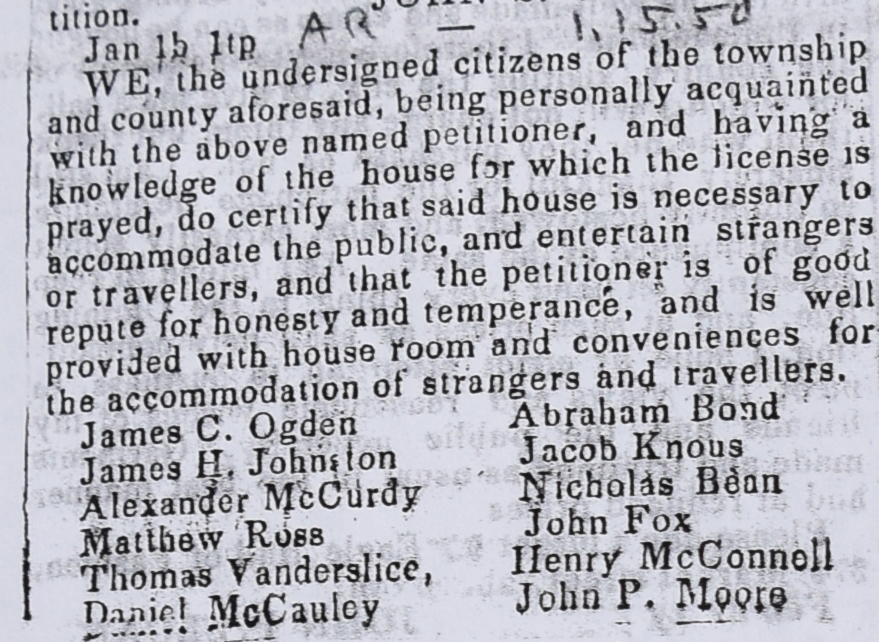 tition.
Jan 15 1tp AR — 1.15.50
WE, the undersigned citizens of the township
and county aforesaid, being personally acquainted
with the above named petitioner, and having a
knowledge of the house for which the license is
prayed, do certify that said house is necessary to
accommodate the public, and entertain strangers
or travellers, and that the petitioner is of good
repute for honesty and temperance, and is well
provided with house room and conveniences for
the accommodation of strangers and travellers.
James C. Ogden Abraham Bond
James H. Johnston Jacob Knous
Alexander McCurdy Nicholas Bean
Matthew Ross John Fox
Thomas Vanderslice, Henry McConnell
Daniel McCauley John P. Moore